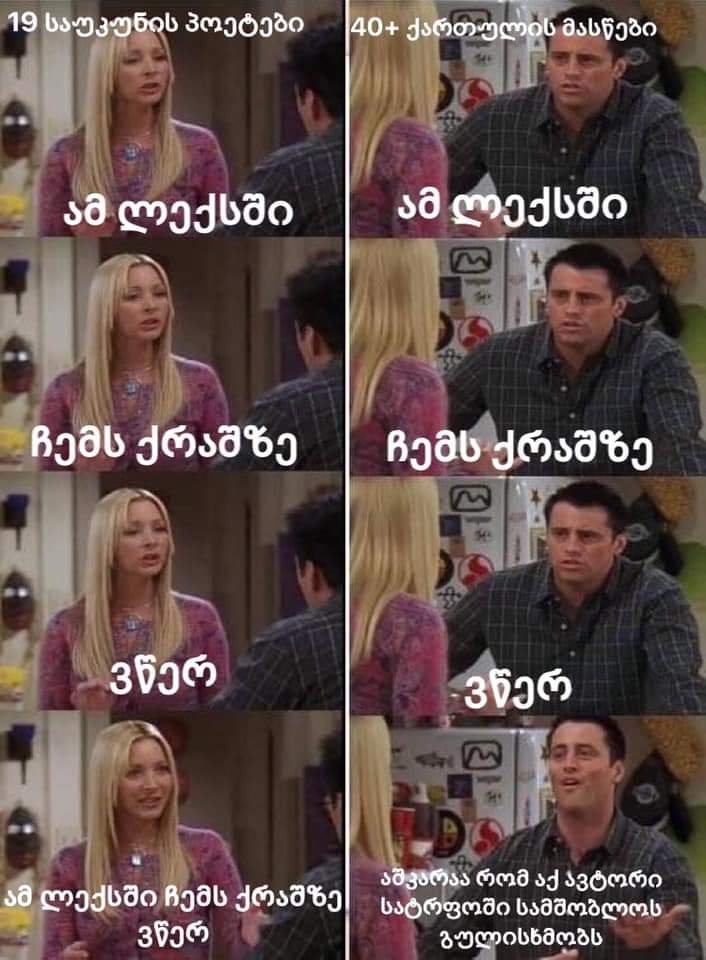 19 საუკუნის პოეტები
40+ ქართულის მასწები
ამ ლექსში
ამ ლექსში
ჩემს ქრაშზე
ჩემს ქრაშზე
ვწერ
ვწერ
ამ ლექსში ჩემს ქრაშზე
ვწერ
აშკარაა რომ აქ ავტორი
სატრფოში სამშობლოს
გულისხმობს